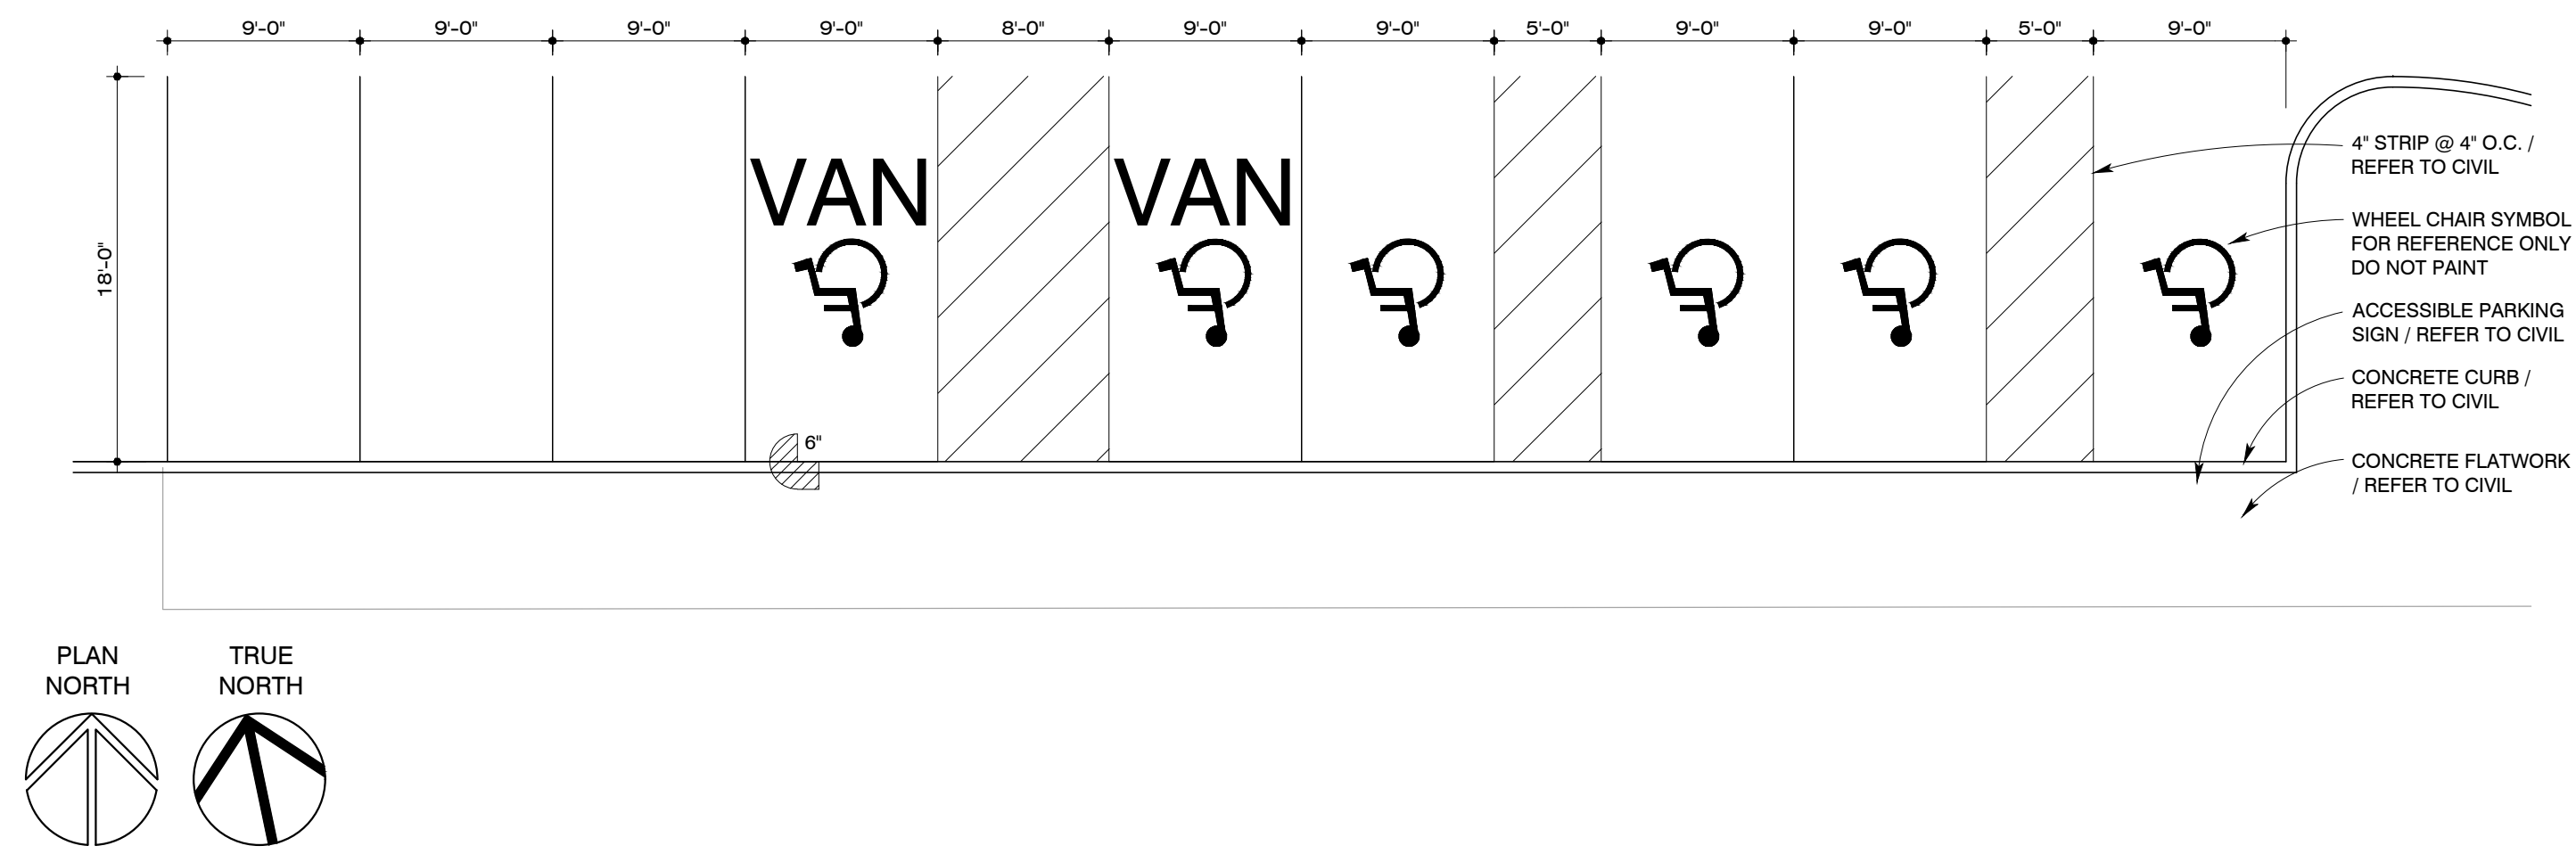 9'-0"
9'-0"
9'-0"
9'-0"
8'-0"
9'-0"
9'-0"
5'-0"
9'-0"
9'-0"
5'-0"
9'-0"
18'-0"
VAN
VAN
6"
4" STRIP @ 4" O.C. /
REFER TO CIVIL
WHEEL CHAIR SYMBOL
FOR REFERENCE ONLY
DO NOT PAINT
ACCESSIBLE PARKING
SIGN / REFER TO CIVIL
CONCRETE CURB /
REFER TO CIVIL
CONCRETE FLATWORK
/ REFER TO CIVIL
PLAN
NORTH
TRUE
NORTH